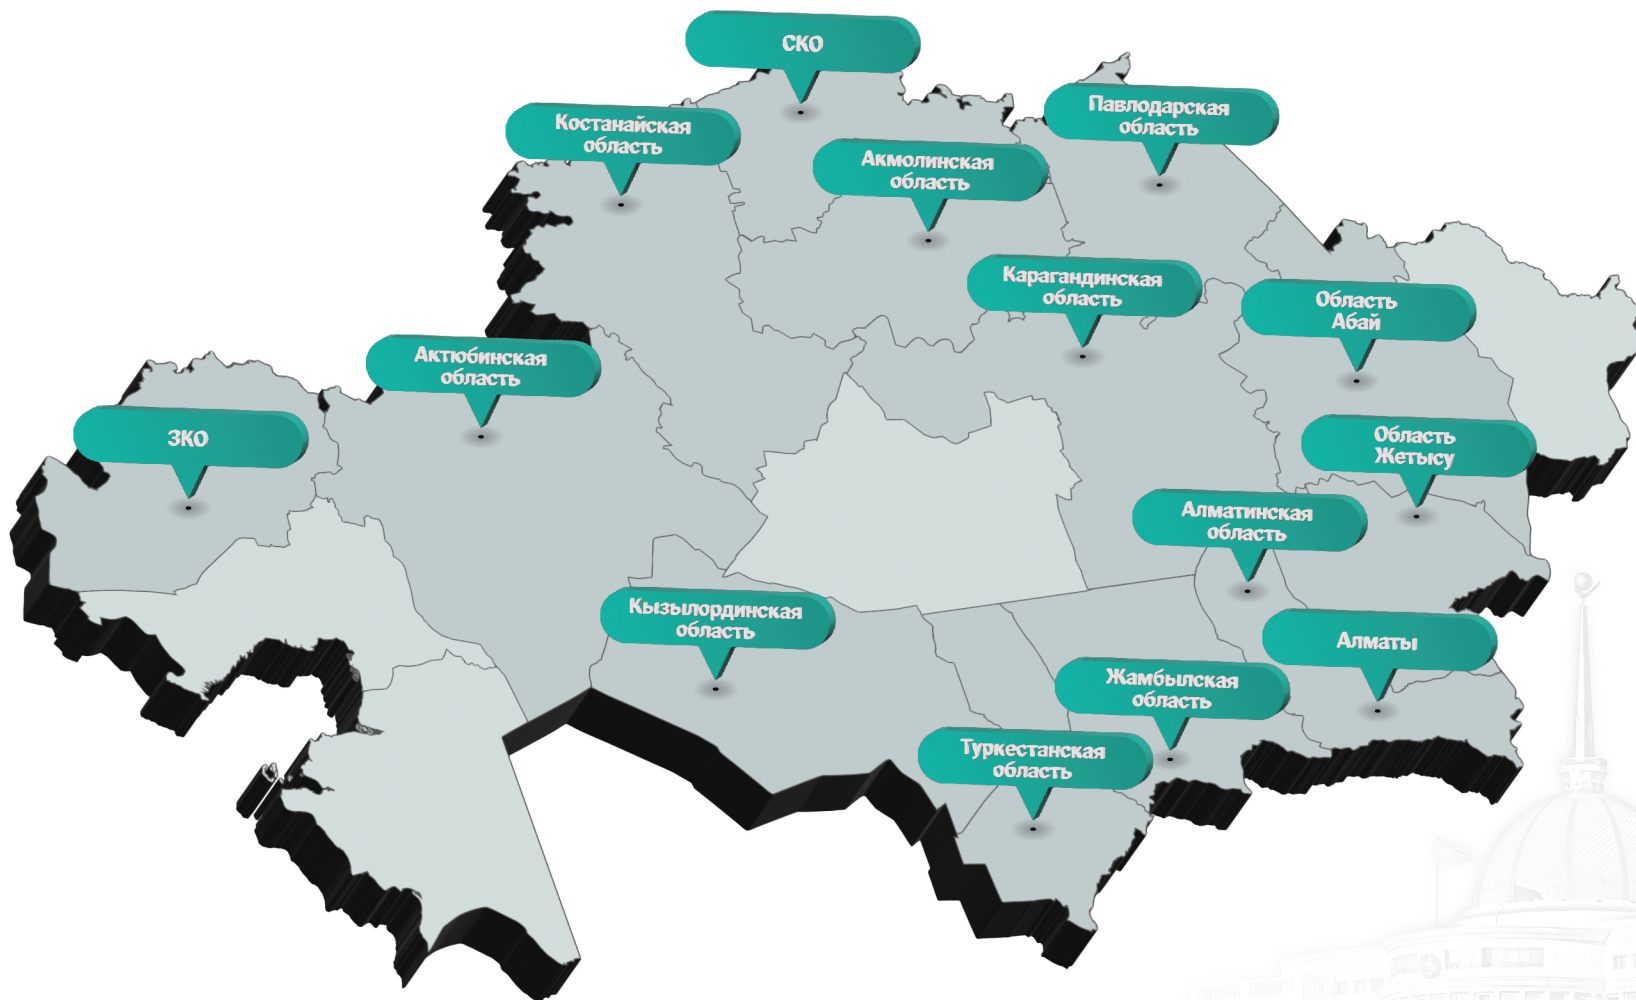 СКО
Павлодарская
область
Костанайская
область
Акмолинская
область
Карагандинская
область
Область
Абай
Актюбинская
область
ЗКО
Область
Жетысу
Алматинская
область
Кызылординская
область
Алматы
Жамбылская
область
Туркестанская
область